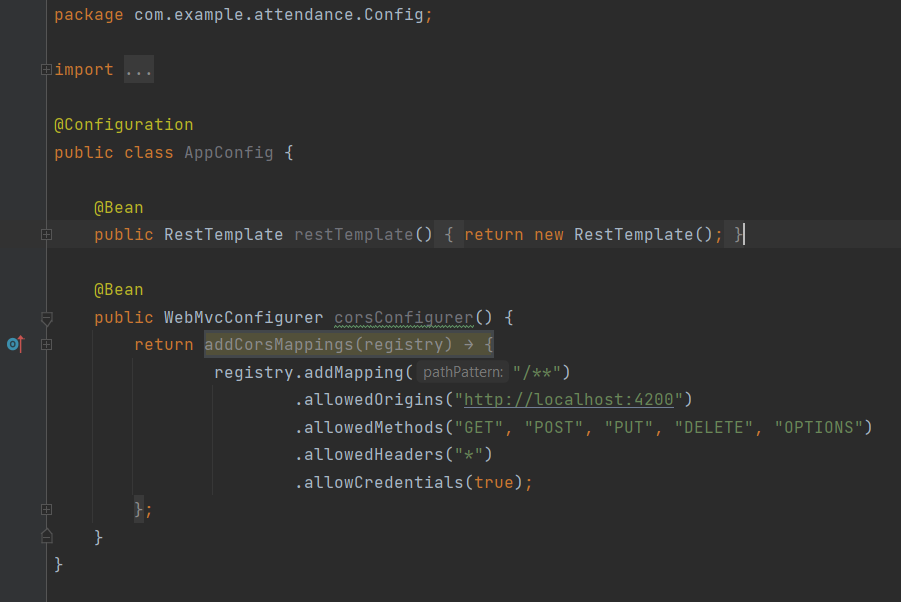 package com.example.attendance.Config;
import ...
@Configuration
public class AppConfig {
@Bean
public RestTemplate restTemplate() { return new RestTemplate(); }
@Bean
public WebMvcConfigurer corsConfigurer() {
return addCorsMappings(registry) → {
registry.addMapping( pathPattern: "/**")
.allowedOrigins("http://localhost:4200")
.allowedMethods("GET", "POST", "PUT", "DELETE", "OPTIONS")
.allowedHeaders("*")
.allowCredentials(true);
};
}
}